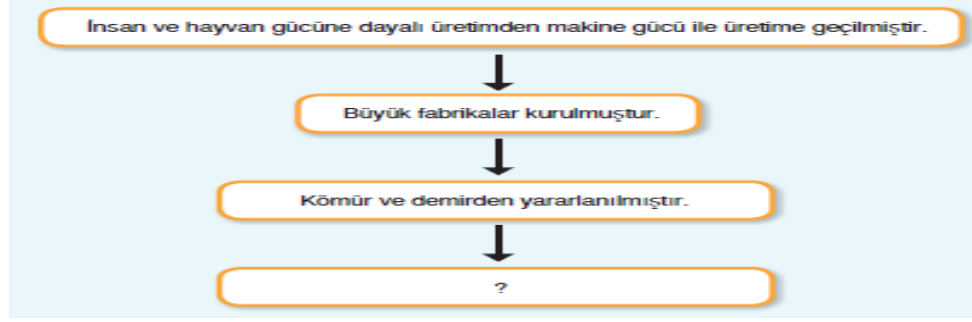 İnsan ve hayvan gücüne dayalı üretimden makine gücü ile üretime geçilmiştir.
Büyük fabrikalar kurulmuştur.
Kömür ve demirden yararlanılmıştır.
?